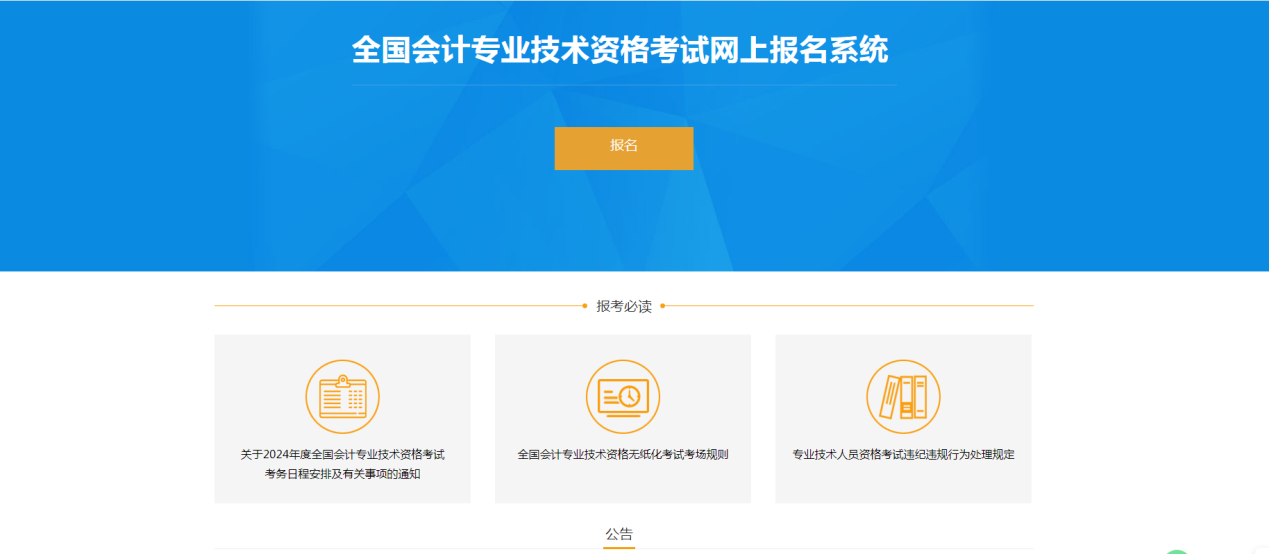 全国会计专业技术资格考试网上报名系统
报名
报考必读
关于2024年度全国会计专业技术资格考试
考务日程安排及有关事项的通知
全国会计专业技术资格无纸化考试考场规则
专业技术人员资格考试违纪违规行为处理规定
公告